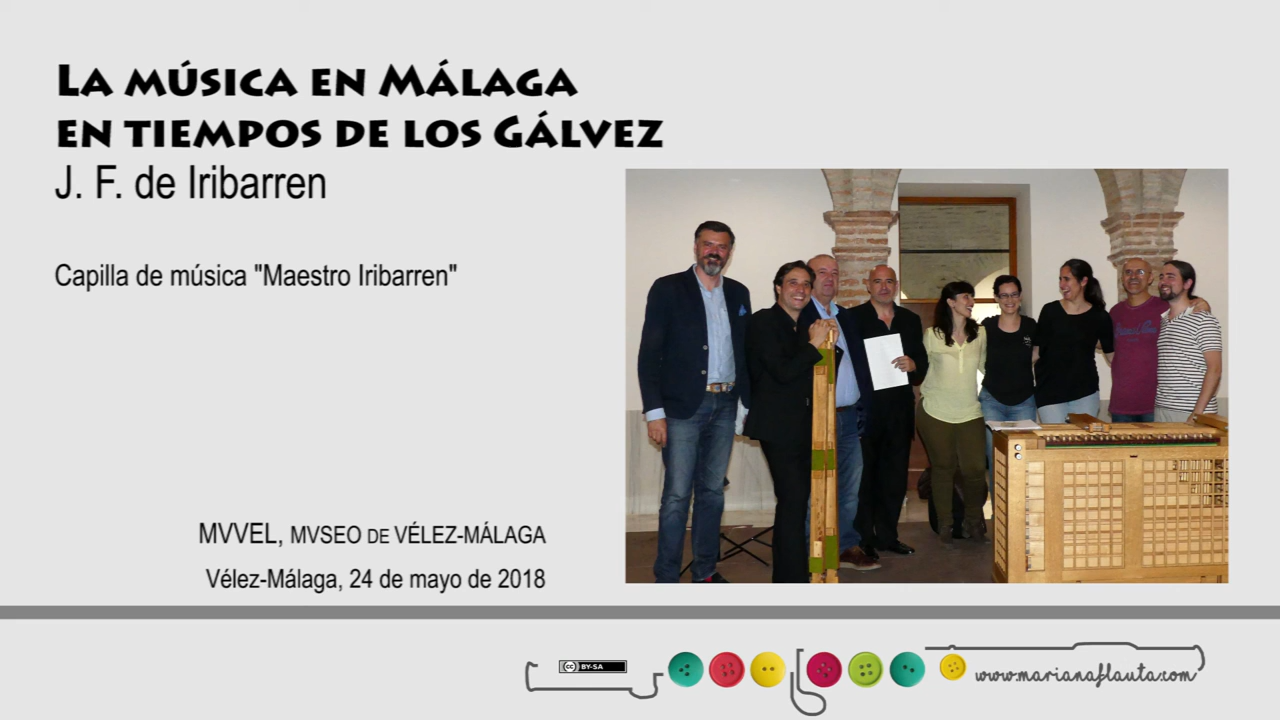 LA MÚSICA EN MÁLAGA
EN TIEMPOS DE LOS GÁLVEZ
J. F. de Iribarren
Capilla de música "Maestro Iribarren"
MVVEL, MVSEO DE VÉLEZ-MÁLAGA
Vélez-Málaga, 24 de mayo de 2018
cc BY-SA
www.marianaflauta.com